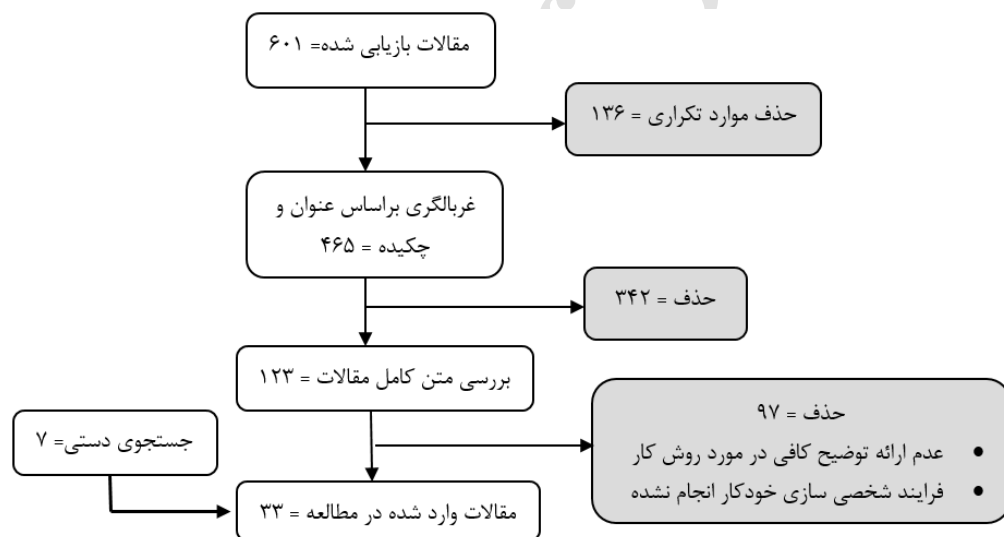 مقالات بازیابی شده= ۶۰۱
حذف موارد تکراری = ۱۳۶
غربالگری براساس عنوان و
چکیده = ۴۶۵
حذف = ۳۴۲
بررسی متن کامل مقالات = ۱۲۳
حذف = ۹۷
• عدم ارائه توضیح کافی در مورد روش کار
• فرایند شخصی سازی خودکار انجام نشده
جستجوی دستی= ۷
مقالات وارد شده در مطالعه = ۳۳